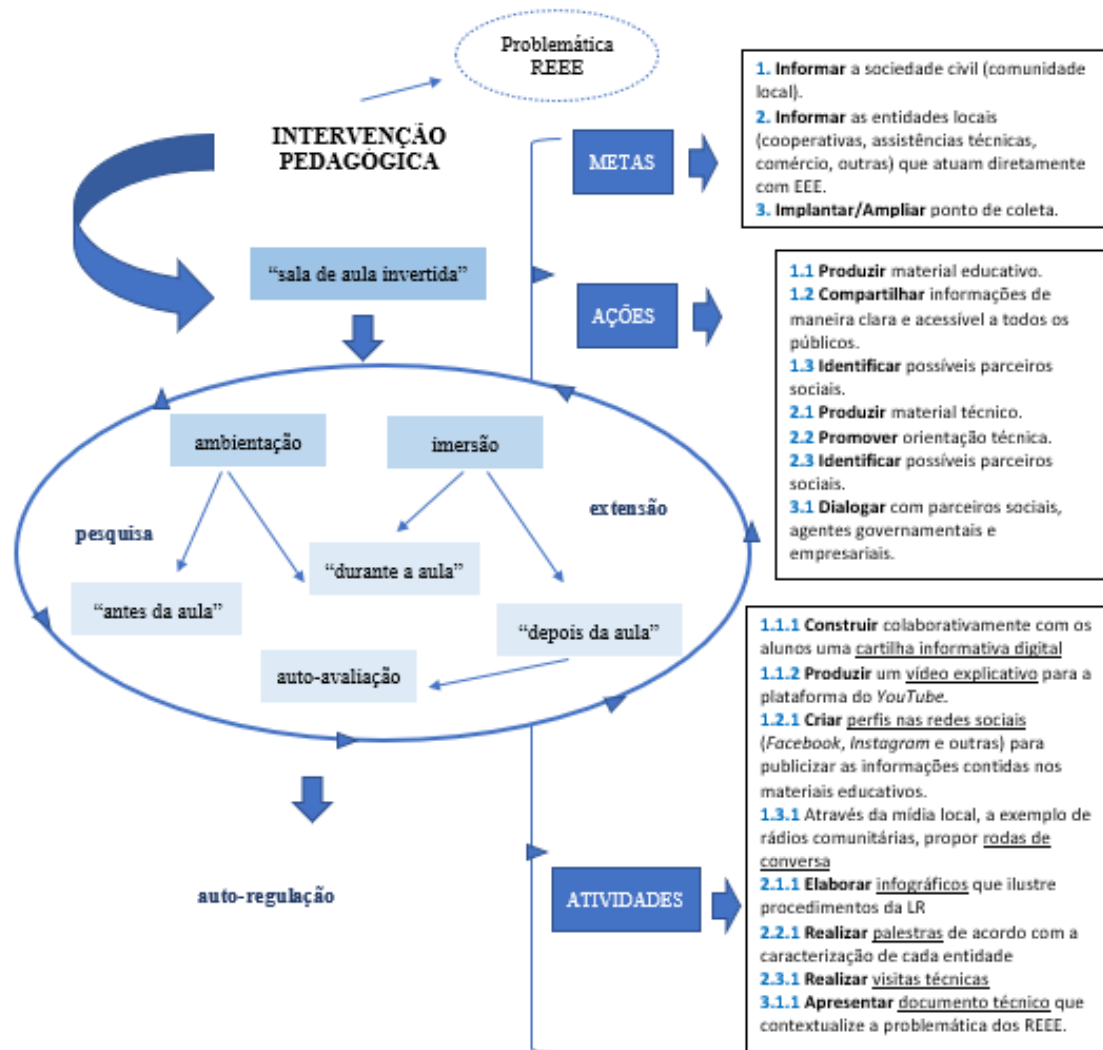 Problemática
REEE
INTERVENÇÃO
PEDAGÓGICA
“sala de aula invertida”
ambientação
imersão
pesquisa
extensão
“durante a aula”
“antes da aula”
“depois da aula”
auto-avaliação
auto-regulação
METAS
1. Informar a sociedade civil (comunidade
local).
2. Informar as entidades locais
(cooperativas, assistências técnicas,
comércio, outras) que atuam diretamente
com EEE.
3. Implantar/Ampliar ponto de coleta.
AÇÕES
1.1 Produzir material educativo.
1.2 Compartilhar informações de
maneira clara e acessível a todos os
públicos.
1.3 Identificar possíveis parceiros
sociais.
2.1 Produzir material técnico.
2.2 Promover orientação técnica.
2.3 Identificar possíveis parceiros
sociais.
3.1 Dialogar com parceiros sociais,
agentes governamentais e
empresariais.
ATIVIDADES
1.1.1 Construir colaborativamente com os
alunos uma cartilha informativa digital
1.1.2 Produzir um vídeo explicativo para a
plataforma do YouTube.
1.2.1 Criar perfis nas redes sociais
(Facebook, Instagram e outras) para
publicizar as informações contidas nos
materiais educativos.
1.3.1 Através da mídia local, a exemplo de
rádios comunitárias, propor rodas de
conversa
2.1.1 Elaborar infográficos que ilustre
procedimentos da LR
2.2.1 Realizar palestras de acordo com a
caracterização de cada entidade
2.3.1 Realizar visitas técnicas
3.1.1 Apresentar documento técnico que
contextualize a problemática dos REEE.